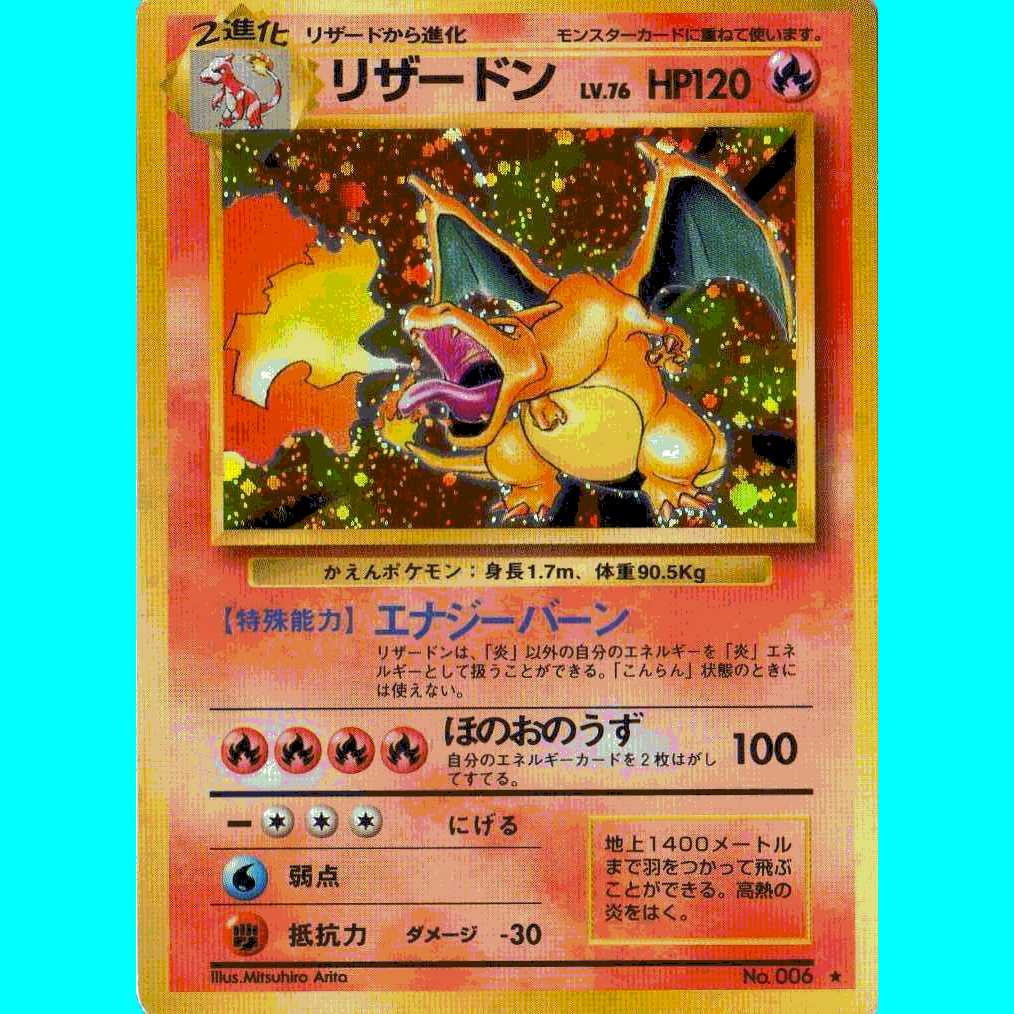 2進化 リザードから進化 モンスターカードに重ねて使います。
リザードン LV.76 HP120
かえんポケモン：身長1.7m、体重90.5Kg
【特殊能力】 エナジーバーン
リザードンは、「炎」以外の自分のエネルギーを「炎」エネ
ルギーとして扱うことができる。「こんらん」状態のときに
は使えない。
ほのおのうず 100
自分のエネルギーカードを2枚はがし
てすてる。
ー にげる
弱点
抵抗力 ダメージ -30
地上1400メートル
まで羽をつかって飛ぶ
ことができる。高熱の
炎をはく。
Illus.Mitsuhiro Arita No.006 ★